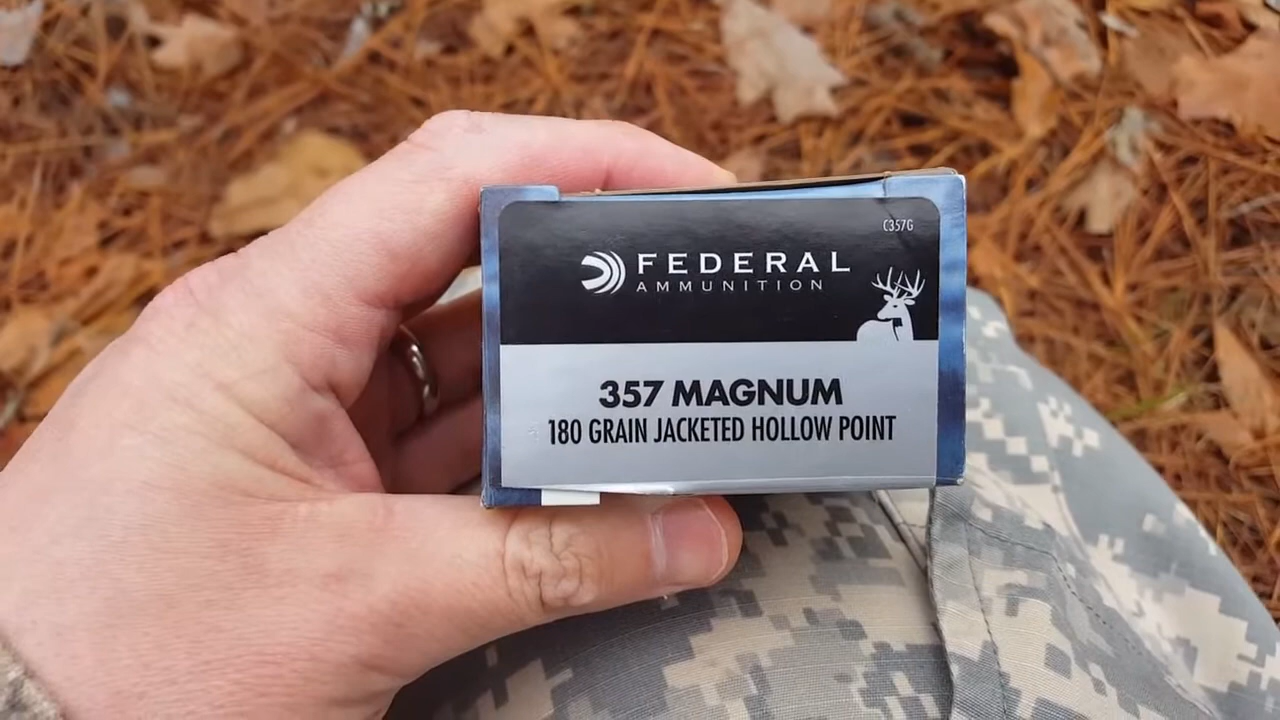 C357G
FEDERAL
AMMUNITION
357 MAGNUM
180 GRAIN JACKETED HOLLOW POINT